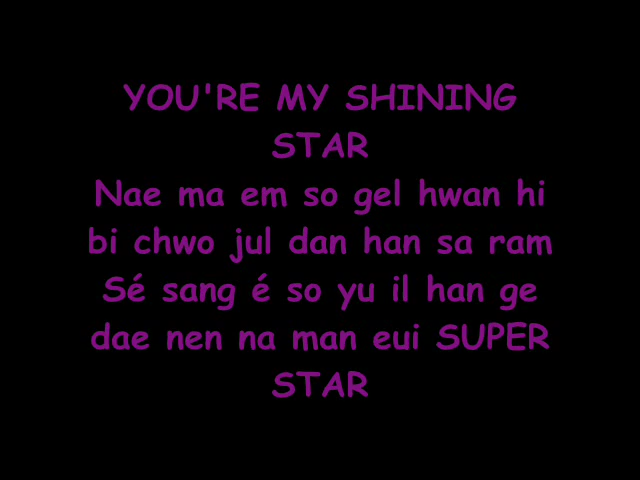 YOU'RE MY SHINING
STAR
Nae ma em so gel hwan hi
bi chwo jul dan han sa ram
Sé sang é so yu il han ge
dae nen na man eui SUPER
STAR